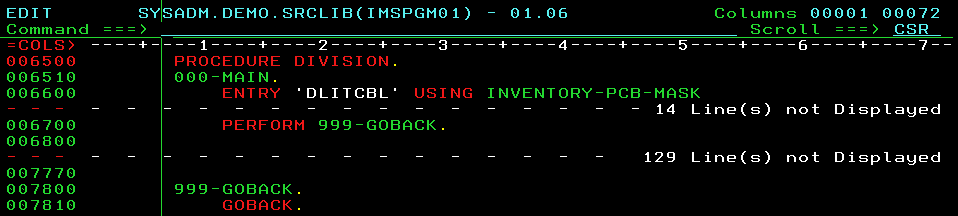 EDIT       SYSADM.DEMO.SRCLIB(IMSPGM01) - 01.06                  Columns 00001 00072
Command ===>                                                        Scroll ===> CSR
=COLS> ----+----1----+----2----+----3----+----4----+----5----+----6----+----7--
006500        PROCEDURE DIVISION.
006510        000-MAIN.
006600            ENTRY 'DLITCBL' USING INVENTORY-PCB-MASK
- - -  -  -  -  -  -  -  -  -  -  -  -  -  -  -  -  -  -  -  14 Line(s) not Displayed
006700            PERFORM 999-GOBACK.
006800
- - -  -  -  -  -  -  -  -  -  -  -  -  -  -  -  -  -  -  129 Line(s) not Displayed
007770
007800        999-GOBACK.
007810            GOBACK.